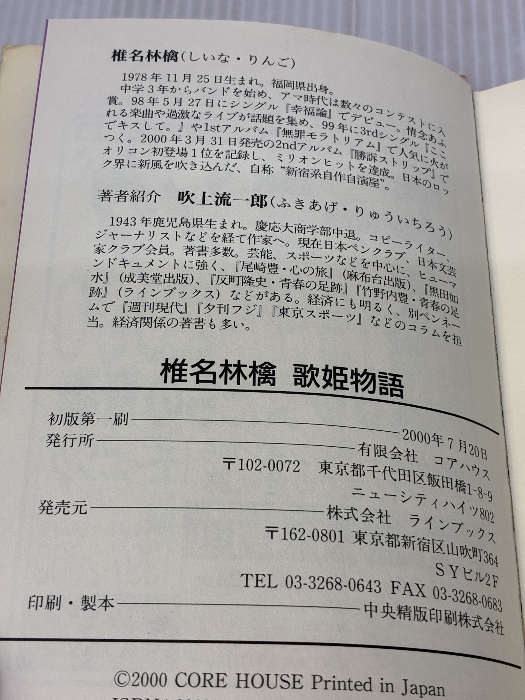 椎名林檎(しいな・りんご)
1978年11月25日生まれ。福岡県出身。
中学3年からバンドを始め、アマ時代は数々のコンテストに入
賞。98年5月27日にシングル『幸福論』でデビュー。情念あふ
れる楽曲や過激なライブが話題を集め、99年に3rdシングル『ここ
でキスして。』や1stアルバム『無罪モラトリアム』で人気に火が
つく。2000年3月31日発売の2ndアルバム『勝訴ストリップ』で
オリコン初登場1位を記録し、ミリオンヒットを達成。日本のロッ
ク界に新風を吹き込んだ、自称“新宿系自作自演屋”。
著者紹介 吹上流一郎(ふきあげ・りゅういちろう)
1943年鹿児島県生まれ。慶応大商学部中退。コピーライター、
ジャーナリストなどを経て作家へ。現在日本ペンクラブ、日本文芸
家クラブ会員。著書多数。芸能、スポーツなどを中心に、ヒューマ
ンドキュメントに強く、『尾崎豊・心の旅』(麻布台出版)、『黒田如
水』(成美堂出版)、『反町隆史・青春の足跡』『竹野内豊・青春の足
跡』(ラインブックス)などがある。経済にも明るく、別ペンネー
ムで『週刊現代』『夕刊フジ』『東京スポーツ』などのコラムを担
当。経済関係の著書も多い。
椎名林檎 歌姫物語
初版第一刷 2000年7月20日
発行所 有限会社 コアハウス
〒102-0072 東京都千代田区飯田橋1-8-9
ニューシティハイツ802
発売元 株式会社 ラインブックス
〒162-0801 東京都新宿区山吹町364
SYビル2F
TEL 03-3268-0643 FAX 03-3268-0683
印刷・製本 中央精版印刷株式会社
©2000 CORE HOUSE Printed in Japan